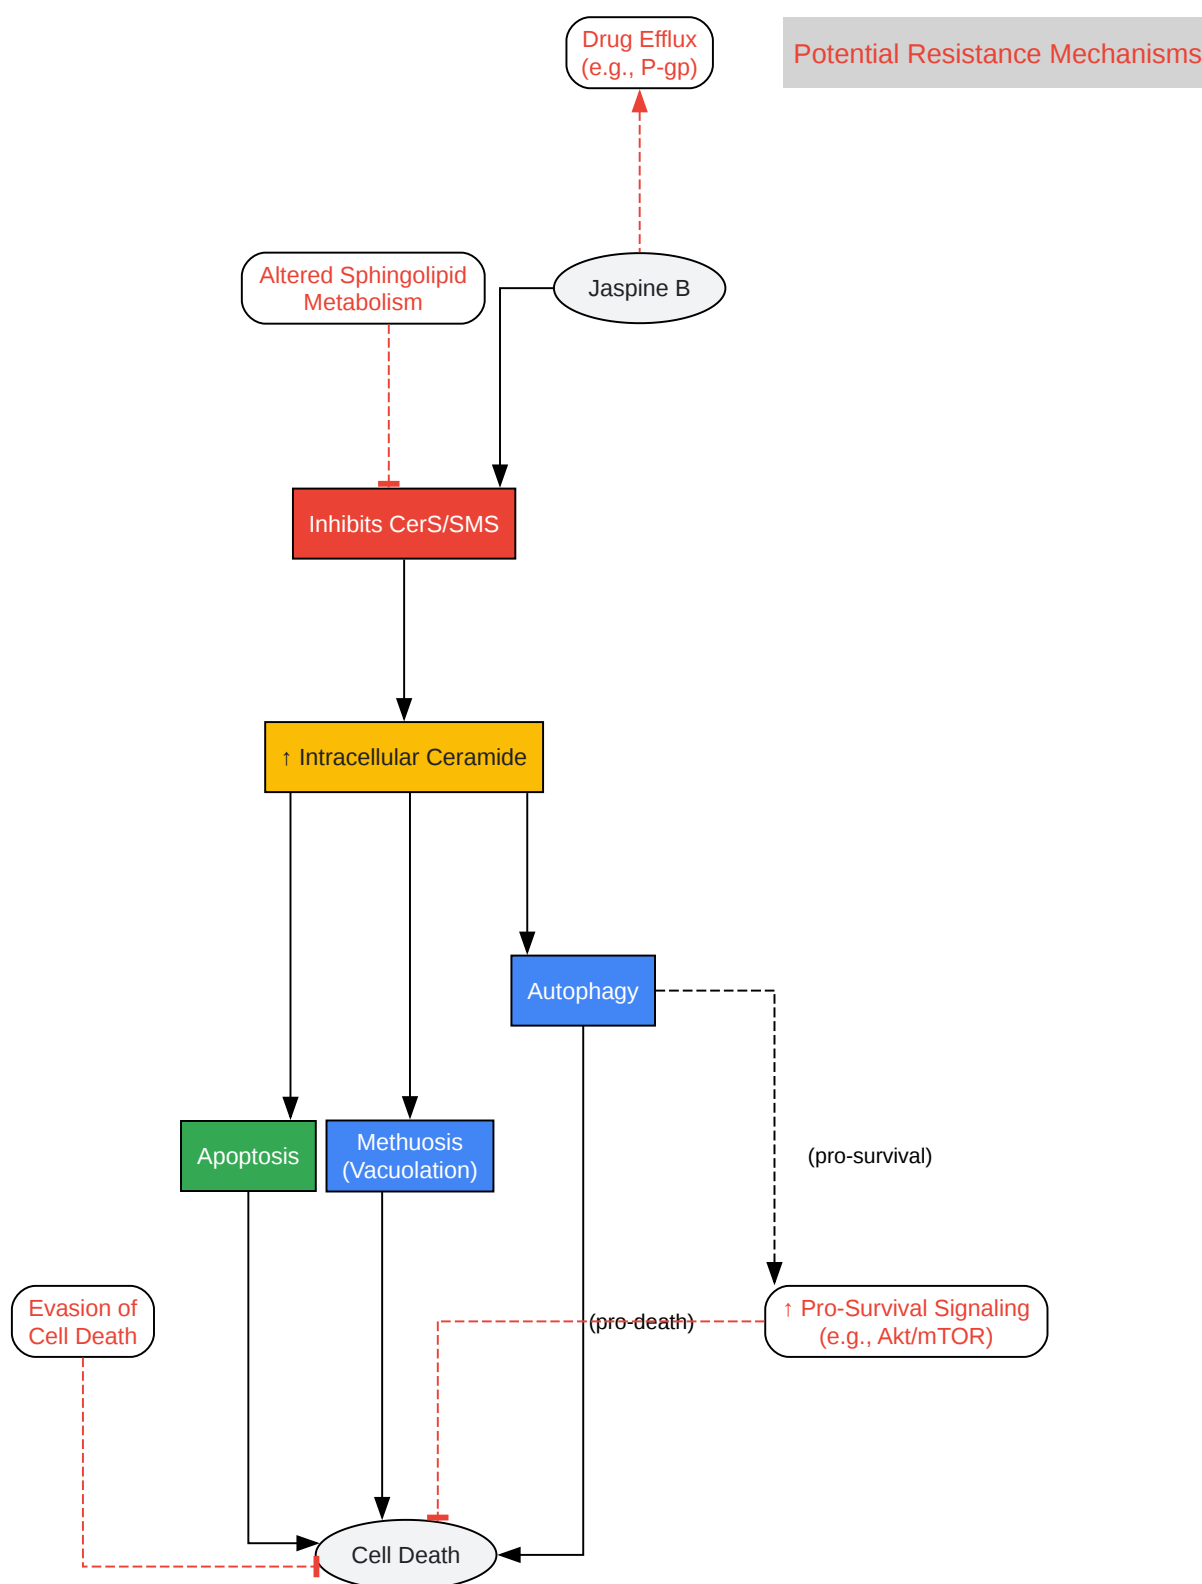 Drug Efflux
(e.g., P-gp)
Potential Resistance Mechanisms
Altered Sphingolipid
Metabolism
Jaspine B
Inhibits CerS/SMS
↑ Intracellular Ceramide
Autophagy
Apoptosis
Methuosis
(Vacuolation)
(pro-survival)
Evasion of
Cell Death
(pro-death)
↑ Pro-Survival Signaling
(e.g., Akt/mTOR)
Cell Death